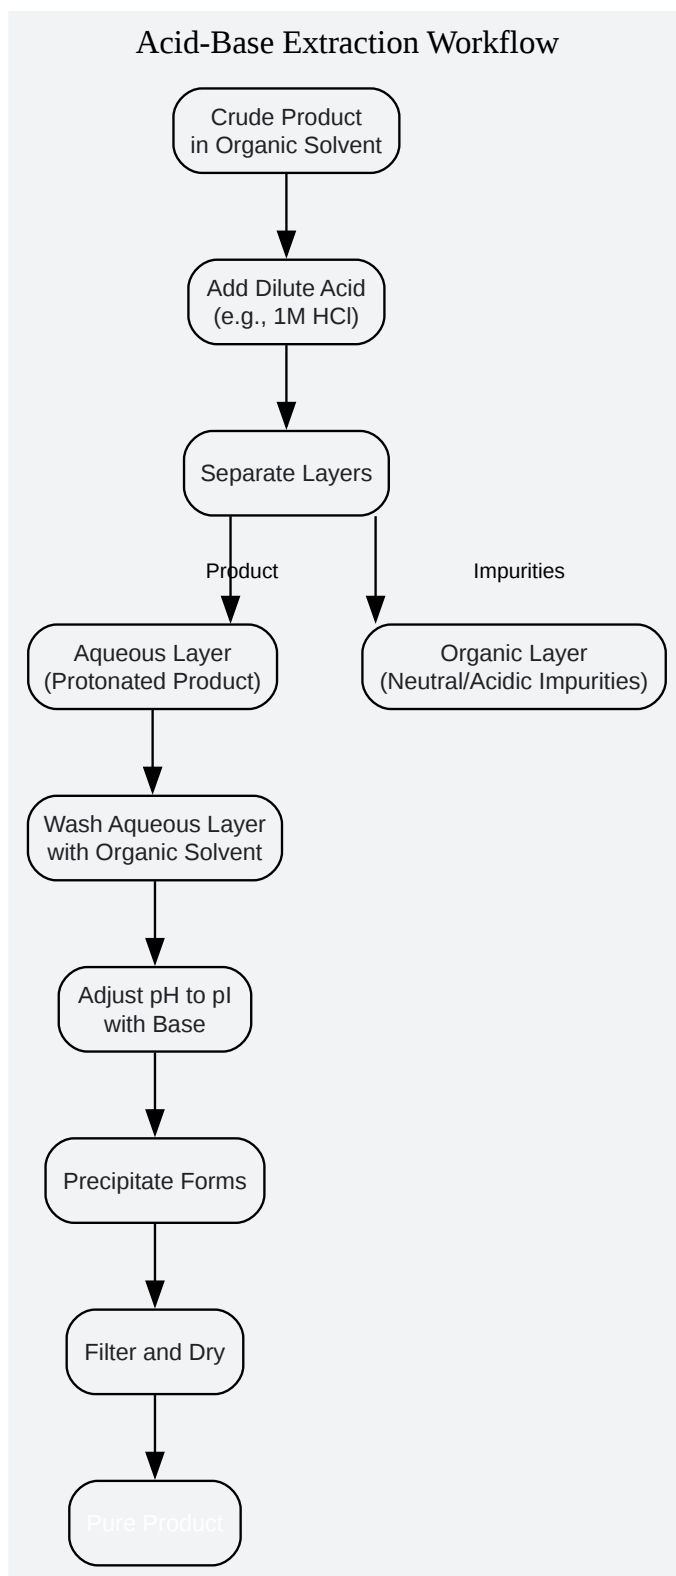 Acid-Base Extraction Workflow
Crude Product
in Organic Solvent
Add Dilute Acid
(e.g., 1M HCl)
Separate Layers
Product
Impurities
Aqueous Layer
(Protonated Product)
Organic Layer
(Neutral/Acidic Impurities)
Wash Aqueous Layer
with Organic Solvent
Adjust pH to pI
with Base
Precipitate Forms
Filter and Dry
Pure Product